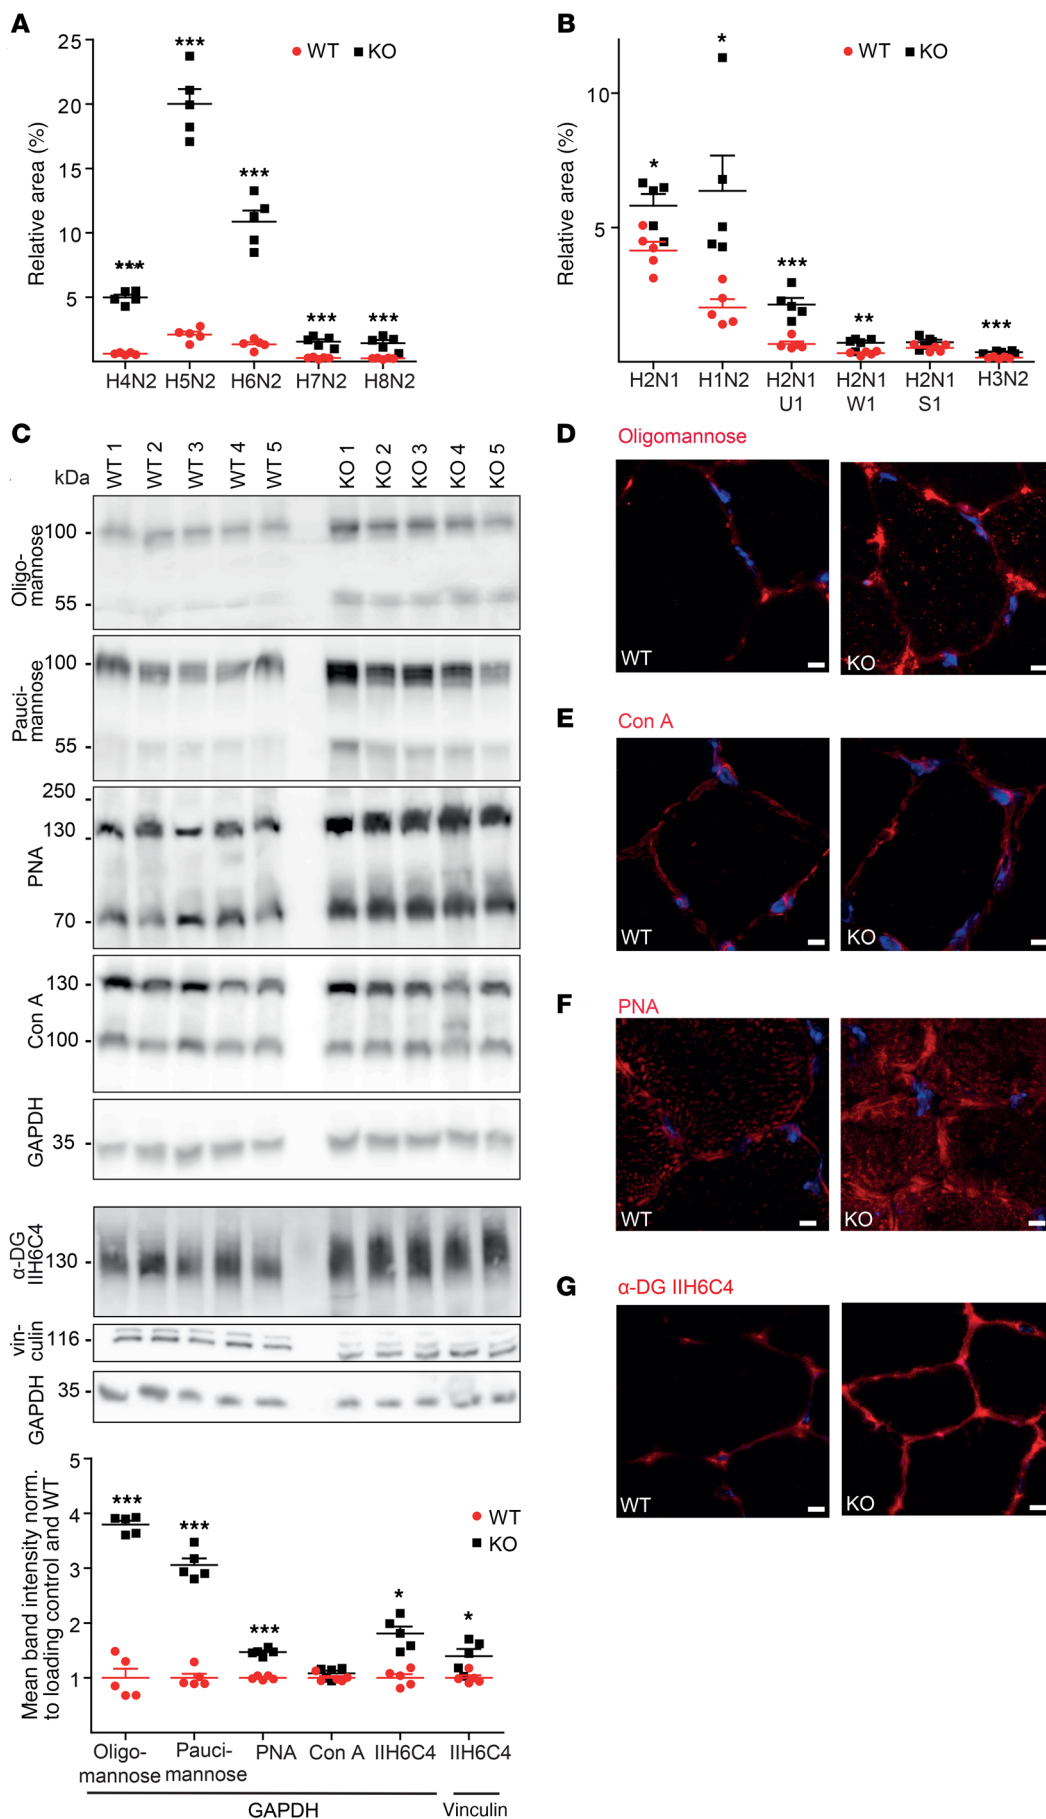 A
25
20
15
10
5
Relative area (%)
WT
KO
***
***
***
***
***
H4N2
H5N2
H6N2
H7N2
H8N2
B
10
5
Relative area (%)
WT
KO
*
*
***
**
***
H2N1
H1N2
H2N1
U1
H2N1
W1
H2N1
S1
H3N2
C
kDa
WT 1
WT 2
WT 3
WT 4
WT 5
KO 1
KO 2
KO 3
KO 4
KO 5
Oligo-
mannose
100 -
55 -
Pauci-
mannose
100 -
55 -
PNA
250 -
130 -
70 -
Con A
130 -
100 -
GAPDH
35 -
α-DG
IIH6C4
130 -
vin-
culin
116 -
GAPDH
35 -
Mean band intensity norm.
to loading control and WT
5
4
3
2
1
WT
KO
***
***
***
*
*
Oligo-
mannose
Pauci-
mannose
PNA
Con A
IIH6C4
IIH6C4
GAPDH
Vinculin
D
Oligomannose
WT
KO
E
Con A
WT
KO
F
PNA
WT
KO
G
α-DG IIH6C4
WT
KO